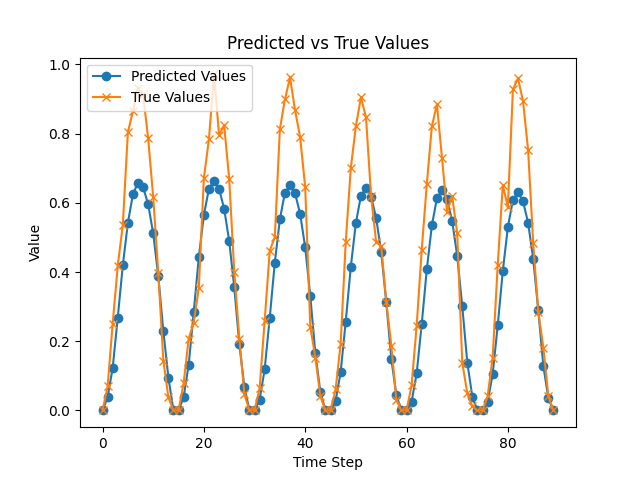 Predicted vs True Values
Predicted Values
True Values
1.0
0.8
0.6
0.4
0.2
0.0
Value
0 20 40 60 80
Time Step